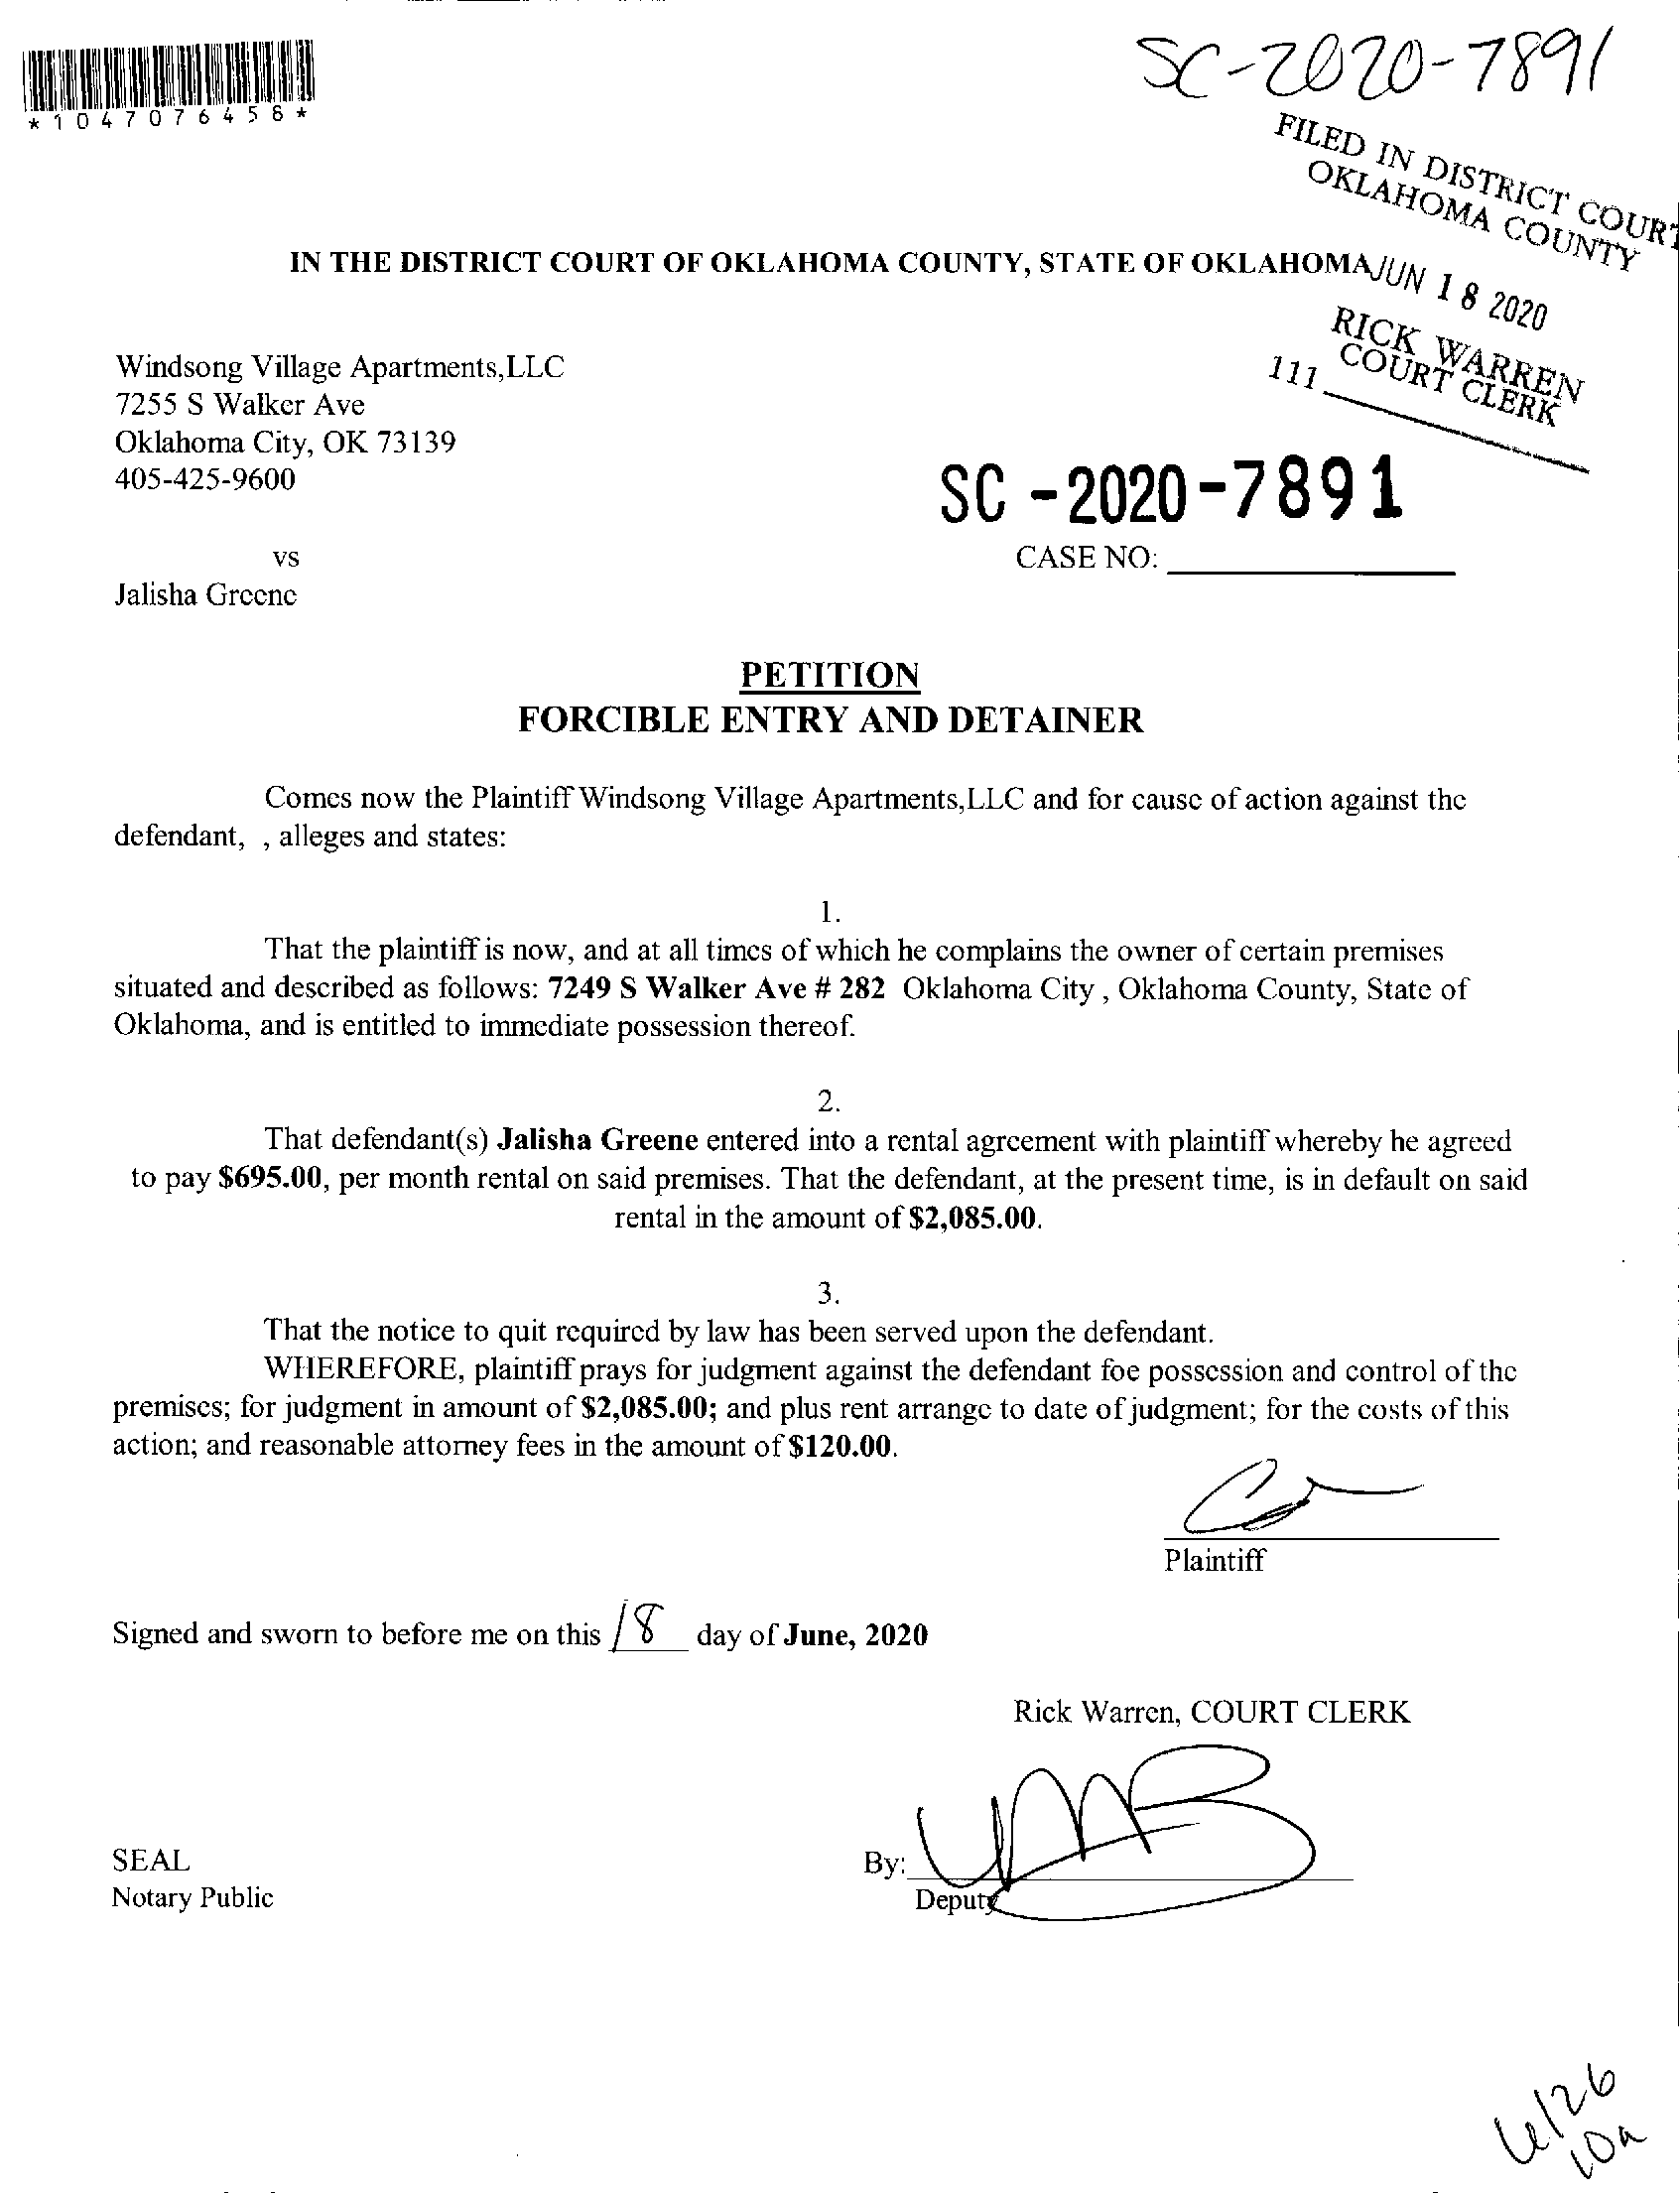 SC-2020-7891
*1047076456*
FILED IN DISTRICT COURT
OKLAHOMA COUNTY
IN THE DISTRICT COURT OF OKLAHOMA COUNTY, STATE OF OKLAHOMA
JUN 18 2020
RICK WARREN
COURT CLERK
111
Windsong Village Apartments,LLC
7255 S Walker Ave
Oklahoma City, OK 73139
405-425-9600
SC -2020-7891
vs
CASE NO:
Jalisha Greene
PETITION
FORCIBLE ENTRY AND DETAINER
Comes now the Plaintiff Windsong Village Apartments,LLC and for cause of action against the
defendant, , alleges and states:
1.
That the plaintiff is now, and at all times of which he complains the owner of certain premises
situated and described as follows: 7249 S Walker Ave # 282 Oklahoma City , Oklahoma County, State of
Oklahoma, and is entitled to immediate possession thereof.
2.
That defendant(s) Jalisha Greene entered into a rental agreement with plaintiff whereby he agreed
to pay $695.00, per month rental on said premises. That the defendant, at the present time, is in default on said
rental in the amount of $2,085.00.
3.
That the notice to quit required by law has been served upon the defendant.
WHEREFORE, plaintiff prays for judgment against the defendant foe possession and control of the
premises; for judgment in amount of $2,085.00; and plus rent arrange to date of judgment; for the costs of this
action; and reasonable attorney fees in the amount of $120.00.
Plaintiff
Signed and sworn to before me on this 18 day of June, 2020
Rick Warren, COURT CLERK
SEAL
By:
Notary Public
Deputy
6/26
10a